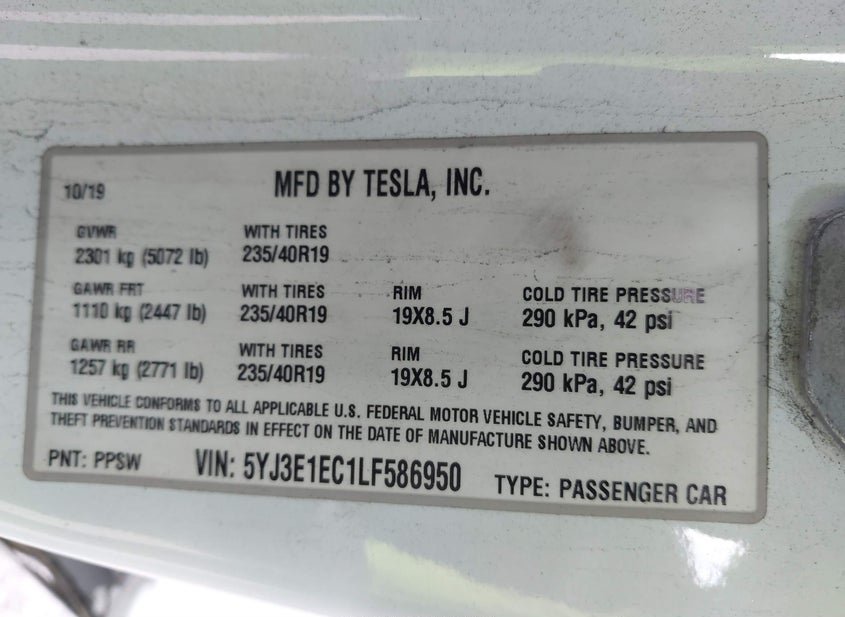 10/19 MFD BY TESLA, INC.
GVWR WITH TIRES
2301 kg (5072 lb) 235/40R19
GAWR FRT WITH TIRES RIM COLD TIRE PRESSURE
1110 kg (2447 lb) 235/40R19 19X8.5 J 290 kPa, 42 psi
GAWR RR WITH TIRES RIM COLD TIRE PRESSURE
1257 kg (2771 lb) 235/40R19 19X8.5 J 290 kPa, 42 psi
THIS VEHICLE CONFORMS TO ALL APPLICABLE U.S. FEDERAL MOTOR VEHICLE SAFETY, BUMPER, AND
THEFT PREVENTION STANDARDS IN EFFECT ON THE DATE OF MANUFACTURE SHOWN ABOVE.
PNT: PPSW VIN: 5YJ3E1EC1LF586950 TYPE: PASSENGER CAR